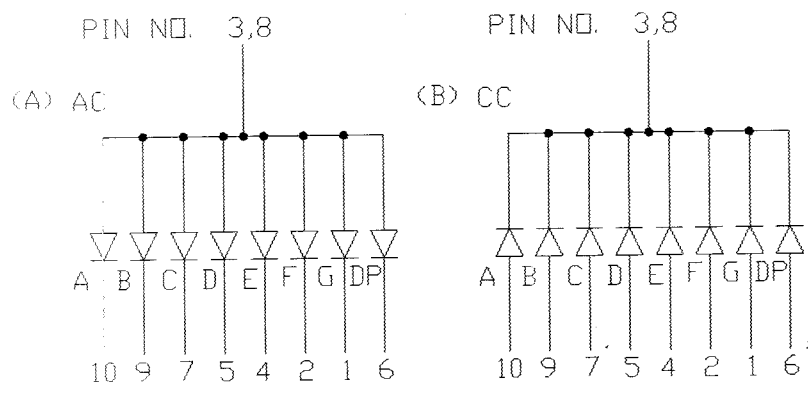 PIN NO. 3,8
(A) AC
A B C D E F G DP
10 9 7 5 4 2 1 6
PIN NO. 3,8
(B) CC
A B C D E F G DP
10 9 7 5 4 2 1 6